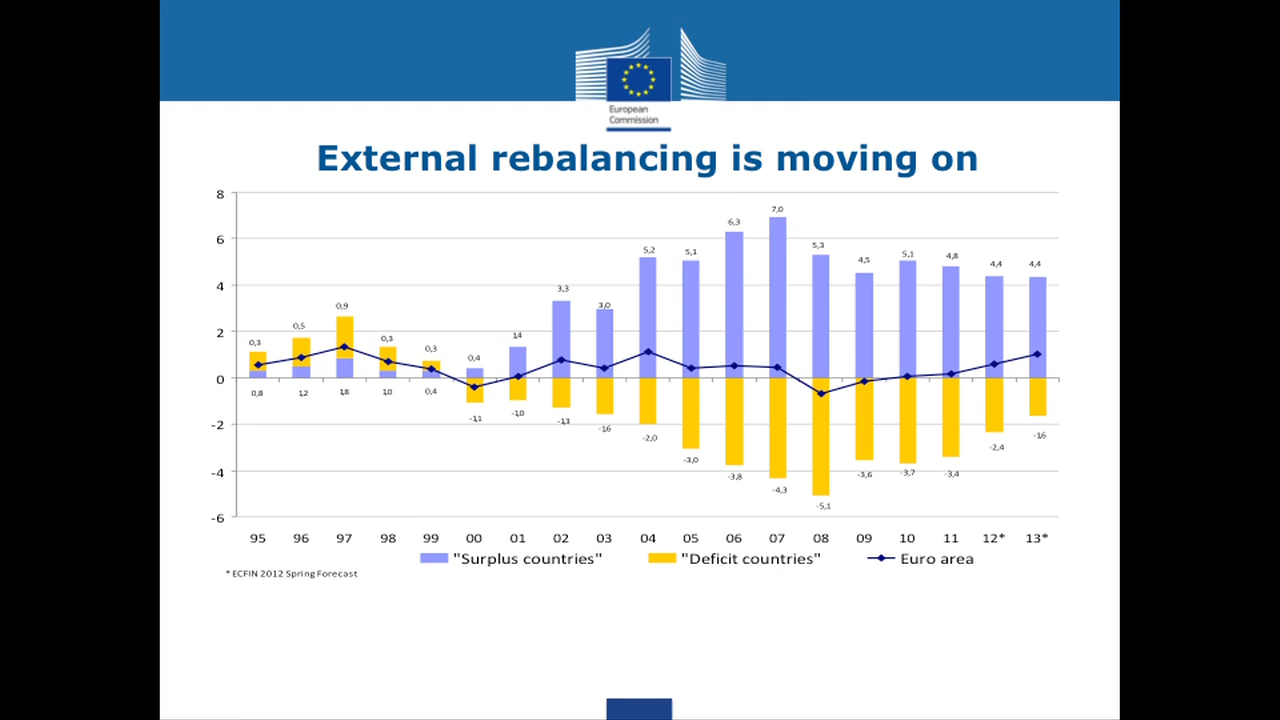 European
Commission
External rebalancing is moving on
8
6
4
2
0
-2
-4
-6
0,3 0,5 0,9 0,3 0,3 0,4 14 3,3 3,0 5,2 5,1 6,3 7,0 5,3 4,5 5,1 4,8 4,4 4,4
0,8 1,2 1,8 1,0 0,4 -1,1 -1,0 -1,3 -1,6 -2,0 -3,0 -3,8 -4,3 -5,1 -3,6 -3,7 -3,4 -2,4 -1,6
95 96 97 98 99 00 01 02 03 04 05 06 07 08 09 10 11 12* 13*
"Surplus countries" "Deficit countries" Euro area
* ECFIN 2012 Spring Forecast